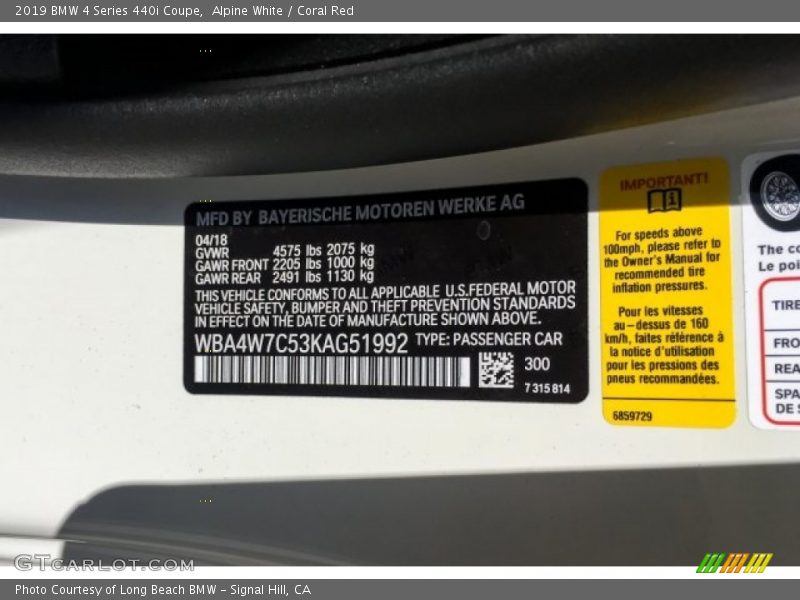 2019 BMW 4 Series 440i Coupe,  Alpine White / Coral Red
MFD BY BAYERISCHE MOTOREN WERKE AG
04/18
GVWR 4575 lbs 2075 kg
GAWR FRONT 2205 lbs 1000 kg
GAWR REAR 2491 lbs 1130 kg
THIS VEHICLE CONFORMS TO ALL APPLICABLE U.S.FEDERAL MOTOR
VEHICLE SAFETY, BUMPER AND THEFT PREVENTION STANDARDS
IN EFFECT ON THE DATE OF MANUFACTURE SHOWN ABOVE.
WBA4W7C53KAG51992 TYPE: PASSENGER CAR
300
7 315 814
IMPORTANT!
For speeds above
100mph, please refer to
the Owner's Manual for
recommended tire
inflation pressures.
Pour les vitesses
au-dessus de 160
km/h, faites référence à
la notice d'utilisation
pour les pressions des
pneus recommandées.
6859729
The co
Le poi
TIRE
FRO
REA
SPA
DE S
GTCARLOT.COM
Photo Courtesy of Long Beach BMW - Signal Hill, CA